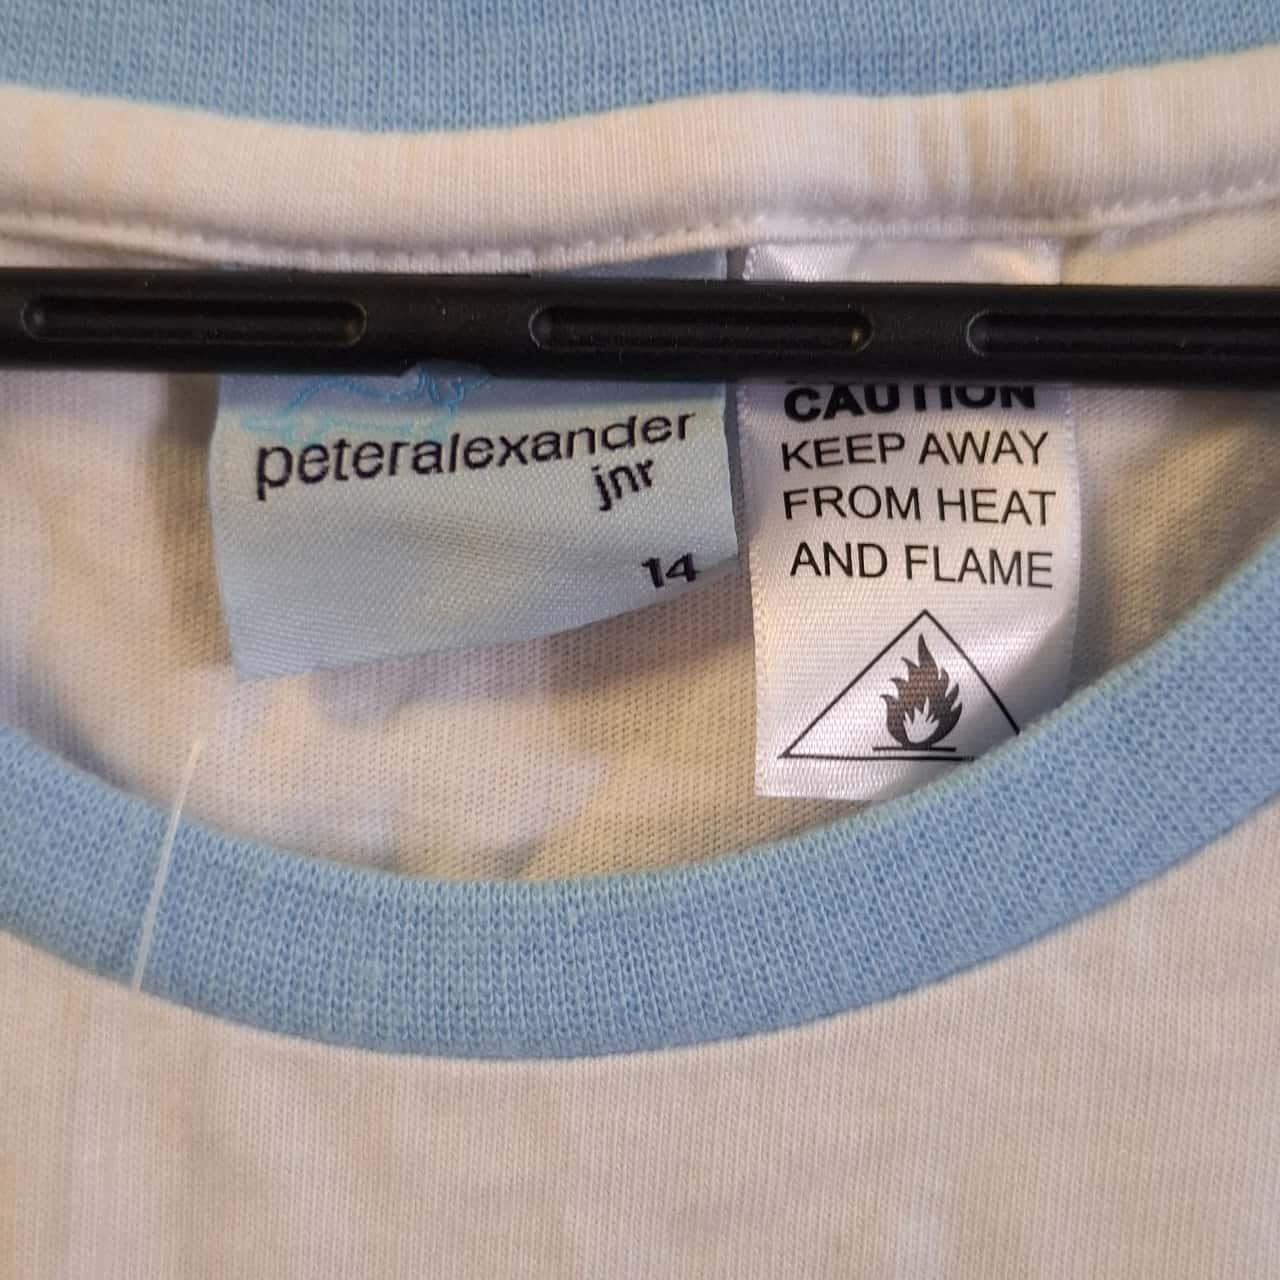 peteralexander
jnr
14
CAUTION
KEEP AWAY
FROM HEAT
AND FLAME